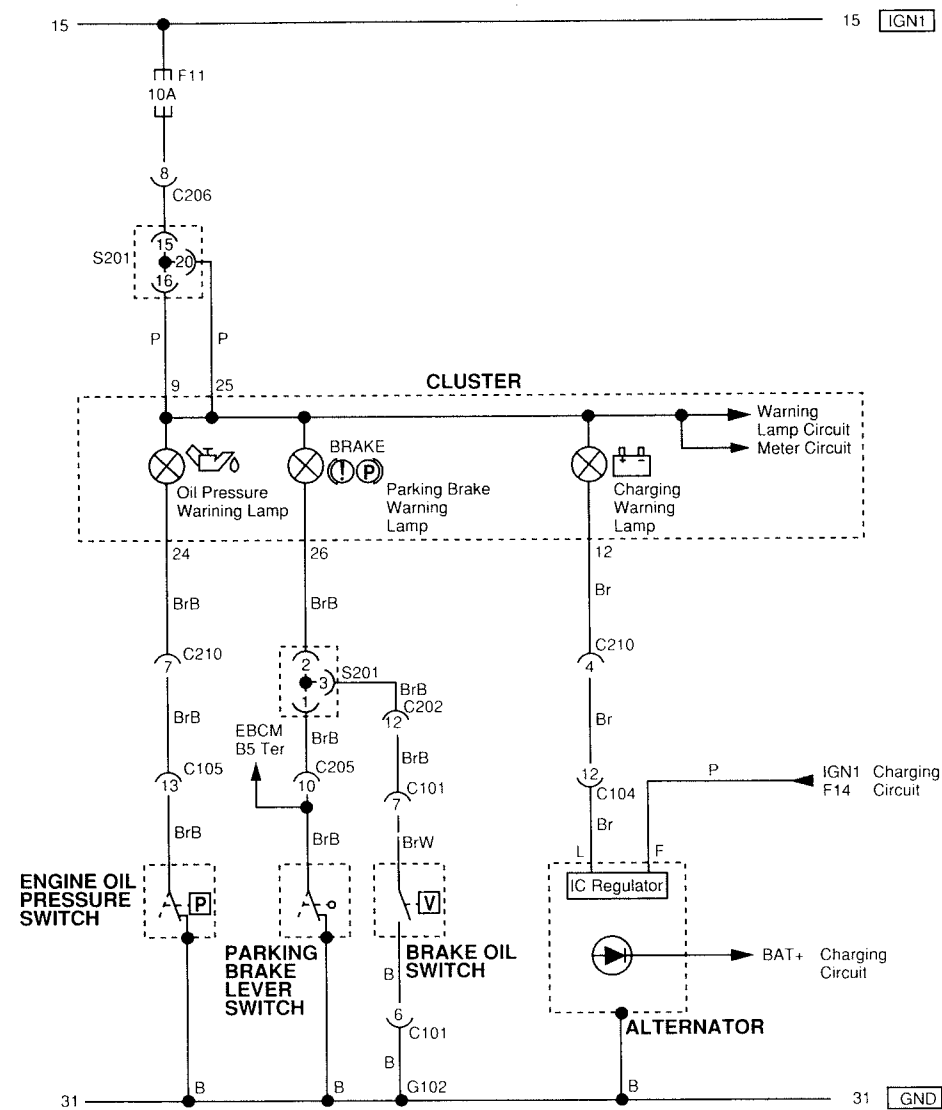 15
15 IGN1
F11
10A
8
C206
S201
15
20
16
P P
9 25
CLUSTER
Warning
Lamp Circuit
Meter Circuit
BRAKE
P
Oil Pressure
Warining Lamp
Parking Brake
Warning
Lamp
Charging
Warning
Lamp
24 26 12
BrB BrB Br
7 C210
2
3 S201
1
C210
4
BrB
BrB
C202
12
EBCM
B5 Ter
BrB
BrB
Br
13 C105
10 C205
C101
7
12
C104
P
IGN1 Charging
F14 Circuit
BrB BrB BrW Br
L F
IC Regulator
ENGINE OIL
PRESSURE
SWITCH
P
V
PARKING
BRAKE
LEVER
SWITCH
BRAKE OIL
SWITCH
B
BAT+ Charging
Circuit
6
C101
ALTERNATOR
B
B B G102 B
31
31 GND